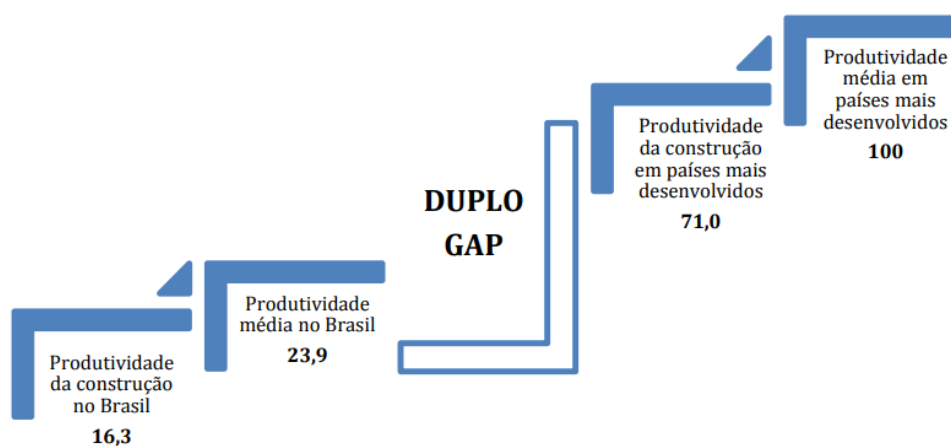 Produtividade
da construção
no Brasil
16,3
Produtividade
média no Brasil
23,9
DUPLO
GAP
Produtividade
da construção
em países mais
desenvolvidos
71,0
Produtividade
média em
países mais
desenvolvidos
100